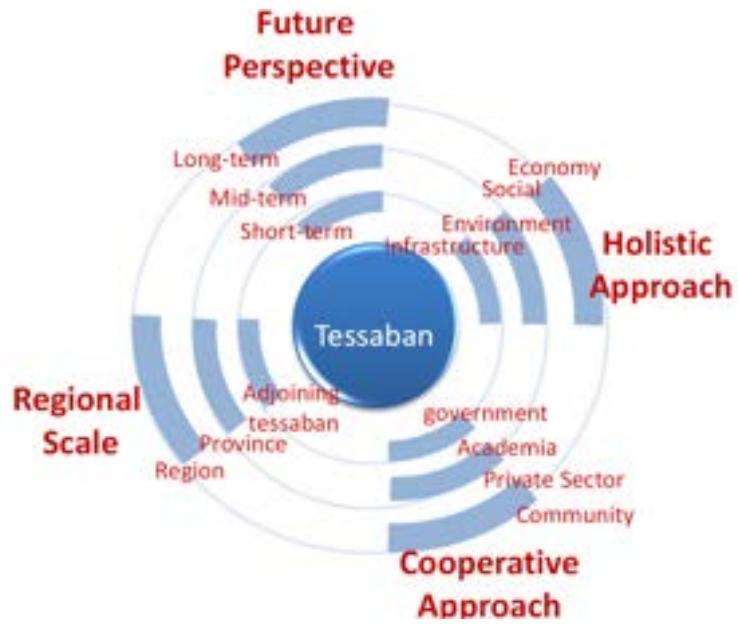 Future
Perspective
Long-term
Mid-term
Short-term
Economy
Social
Environment
Infrastructure
Holistic
Approach
Tessaban
Regional
Scale
Adjoining
tessaban
Province
Region
government
Academia
Private Sector
Community
Cooperative
Approach